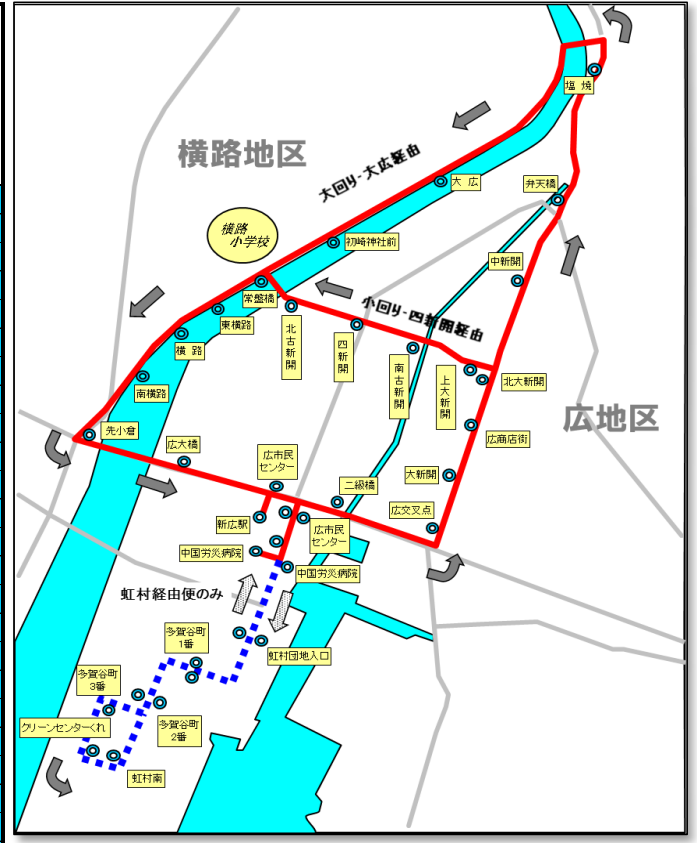 塩 焼
横路地区
大回り-大広経由
大 広
弁天橋
横路
小学校
初崎神社前
中新開
常盤橋
小回り-四新開経由
東横路
北古新開
四新開
横 路
南古新開
上大新開
北大新開
南横路
広地区
先小倉
広商店街
広大橋
広市民
センター
大新開
二級橋
新広駅
広市民
センター
広交叉点
中国労災病院
中国労災病院
虹村経由便のみ
多賀谷町
1番
虹村団地入口
多賀谷町
3番
多賀谷町
2番
グリーンセンターくれ
虹村南